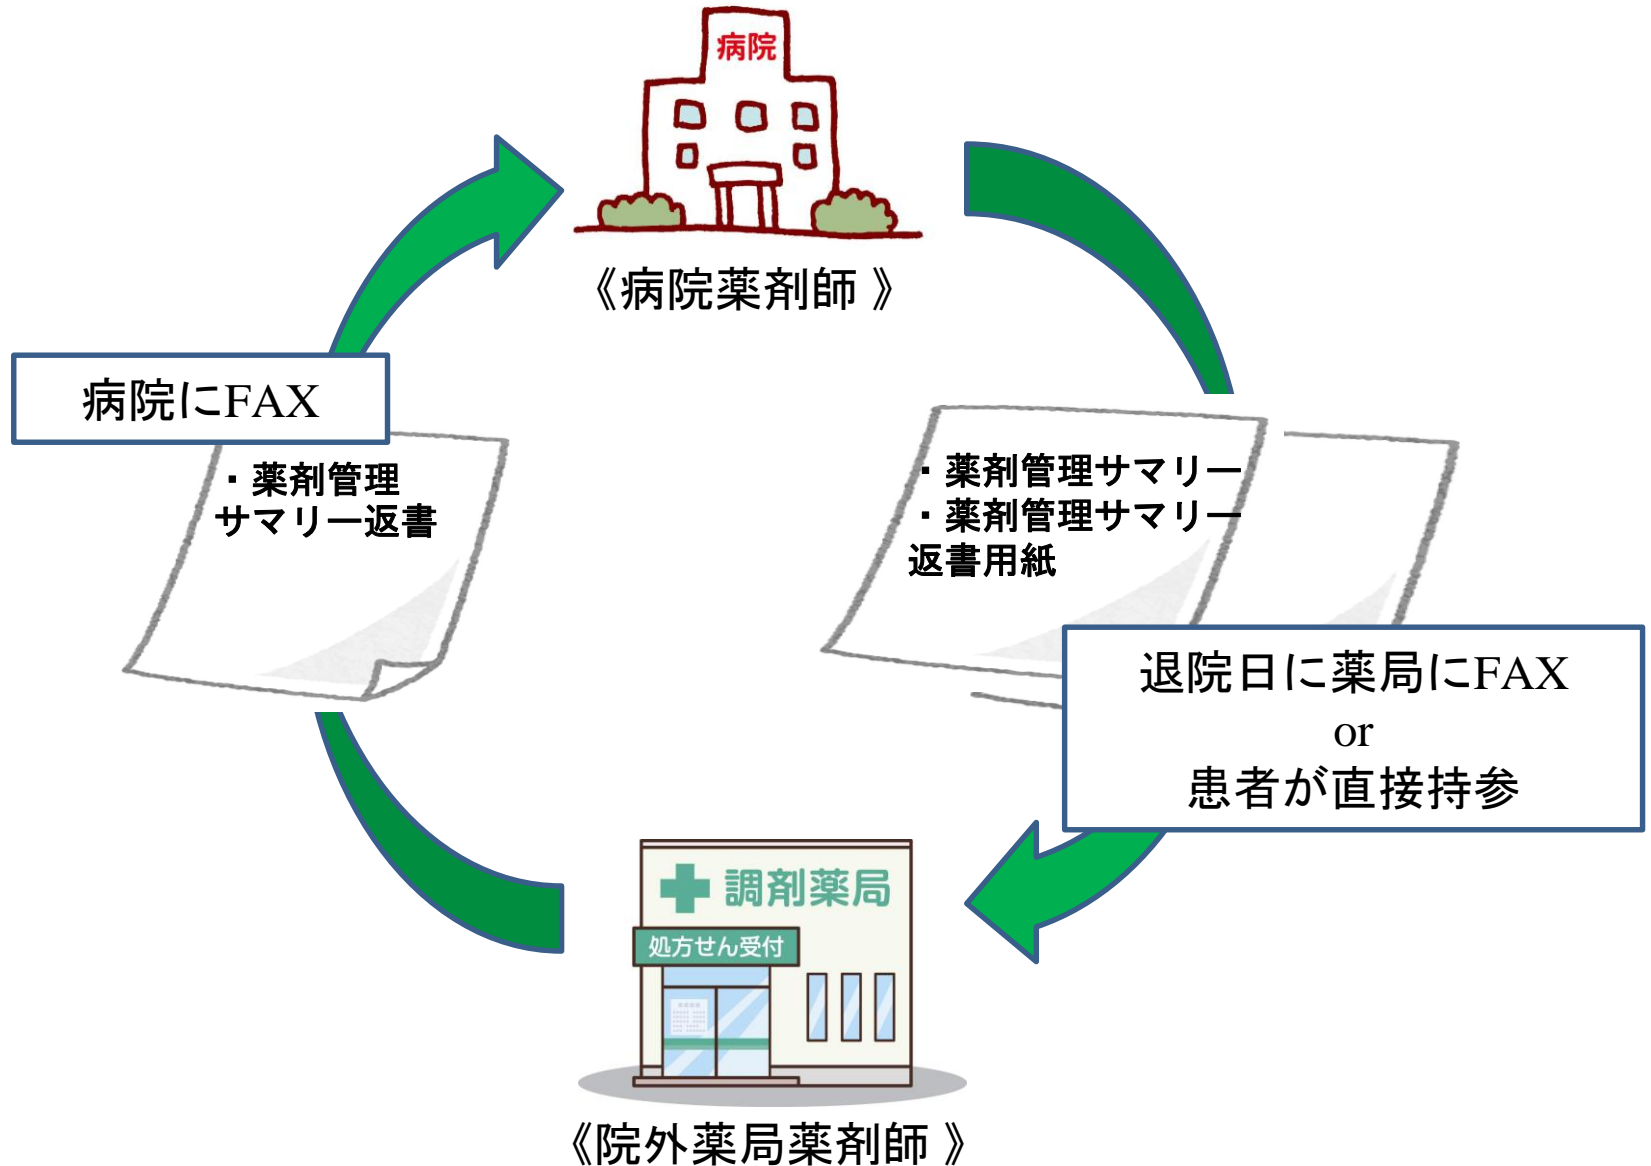 病院
《病院薬剤師 》
病院にFAX
・薬剤管理
サマリー返書
・薬剤管理サマリー
・薬剤管理サマリー
返書用紙
退院日に薬局にFAX
or
患者が直接持参
調剤薬局
処方せん受付
《院外薬局薬剤師 》